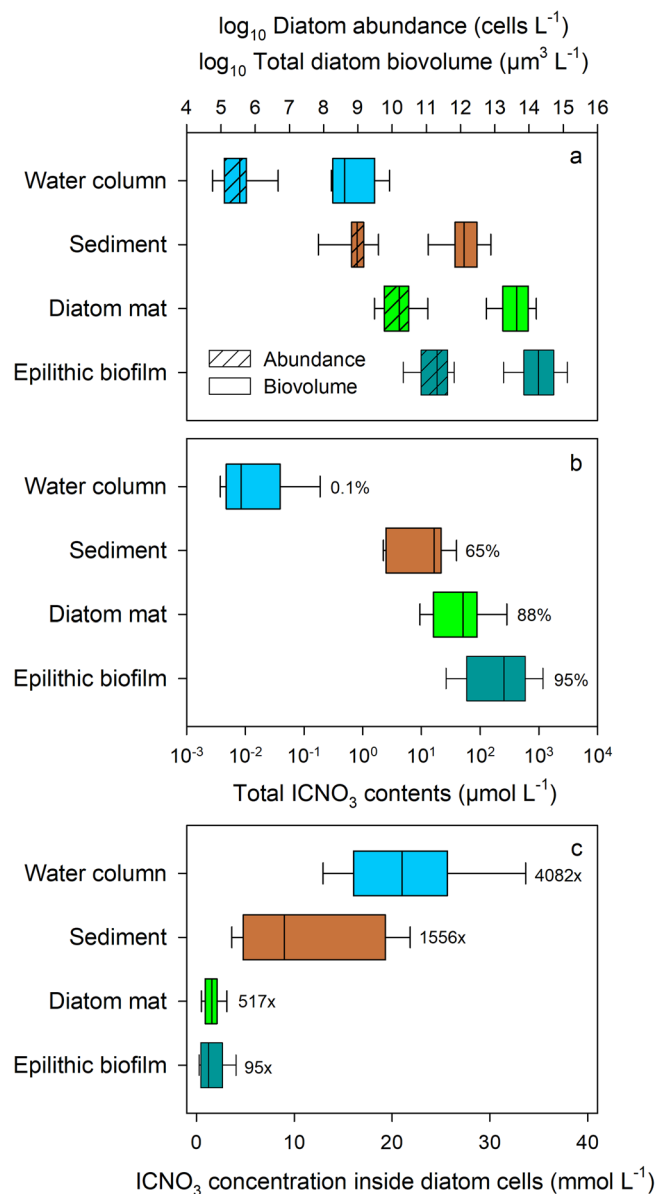 log₁₀ Diatom abundance (cells L⁻¹)
log₁₀ Total diatom biovolume (µm³ L⁻¹)
4 5 6 7 8 9 10 11 12 13 14 15 16
a
Water column
Sediment
Diatom mat
Epilithic biofilm
Abundance
Biovolume
b
Water column 0.1%
Sediment 65%
Diatom mat 88%
Epilithic biofilm 95%
10⁻³ 10⁻² 10⁻¹ 10⁰ 10¹ 10² 10³ 10⁴
Total ICNO₃ contents (µmol L⁻¹)
c
Water column 4082x
Sediment 1556x
Diatom mat 517x
Epilithic biofilm 95x
0 10 20 30 40
ICNO₃ concentration inside diatom cells (mmol L⁻¹)